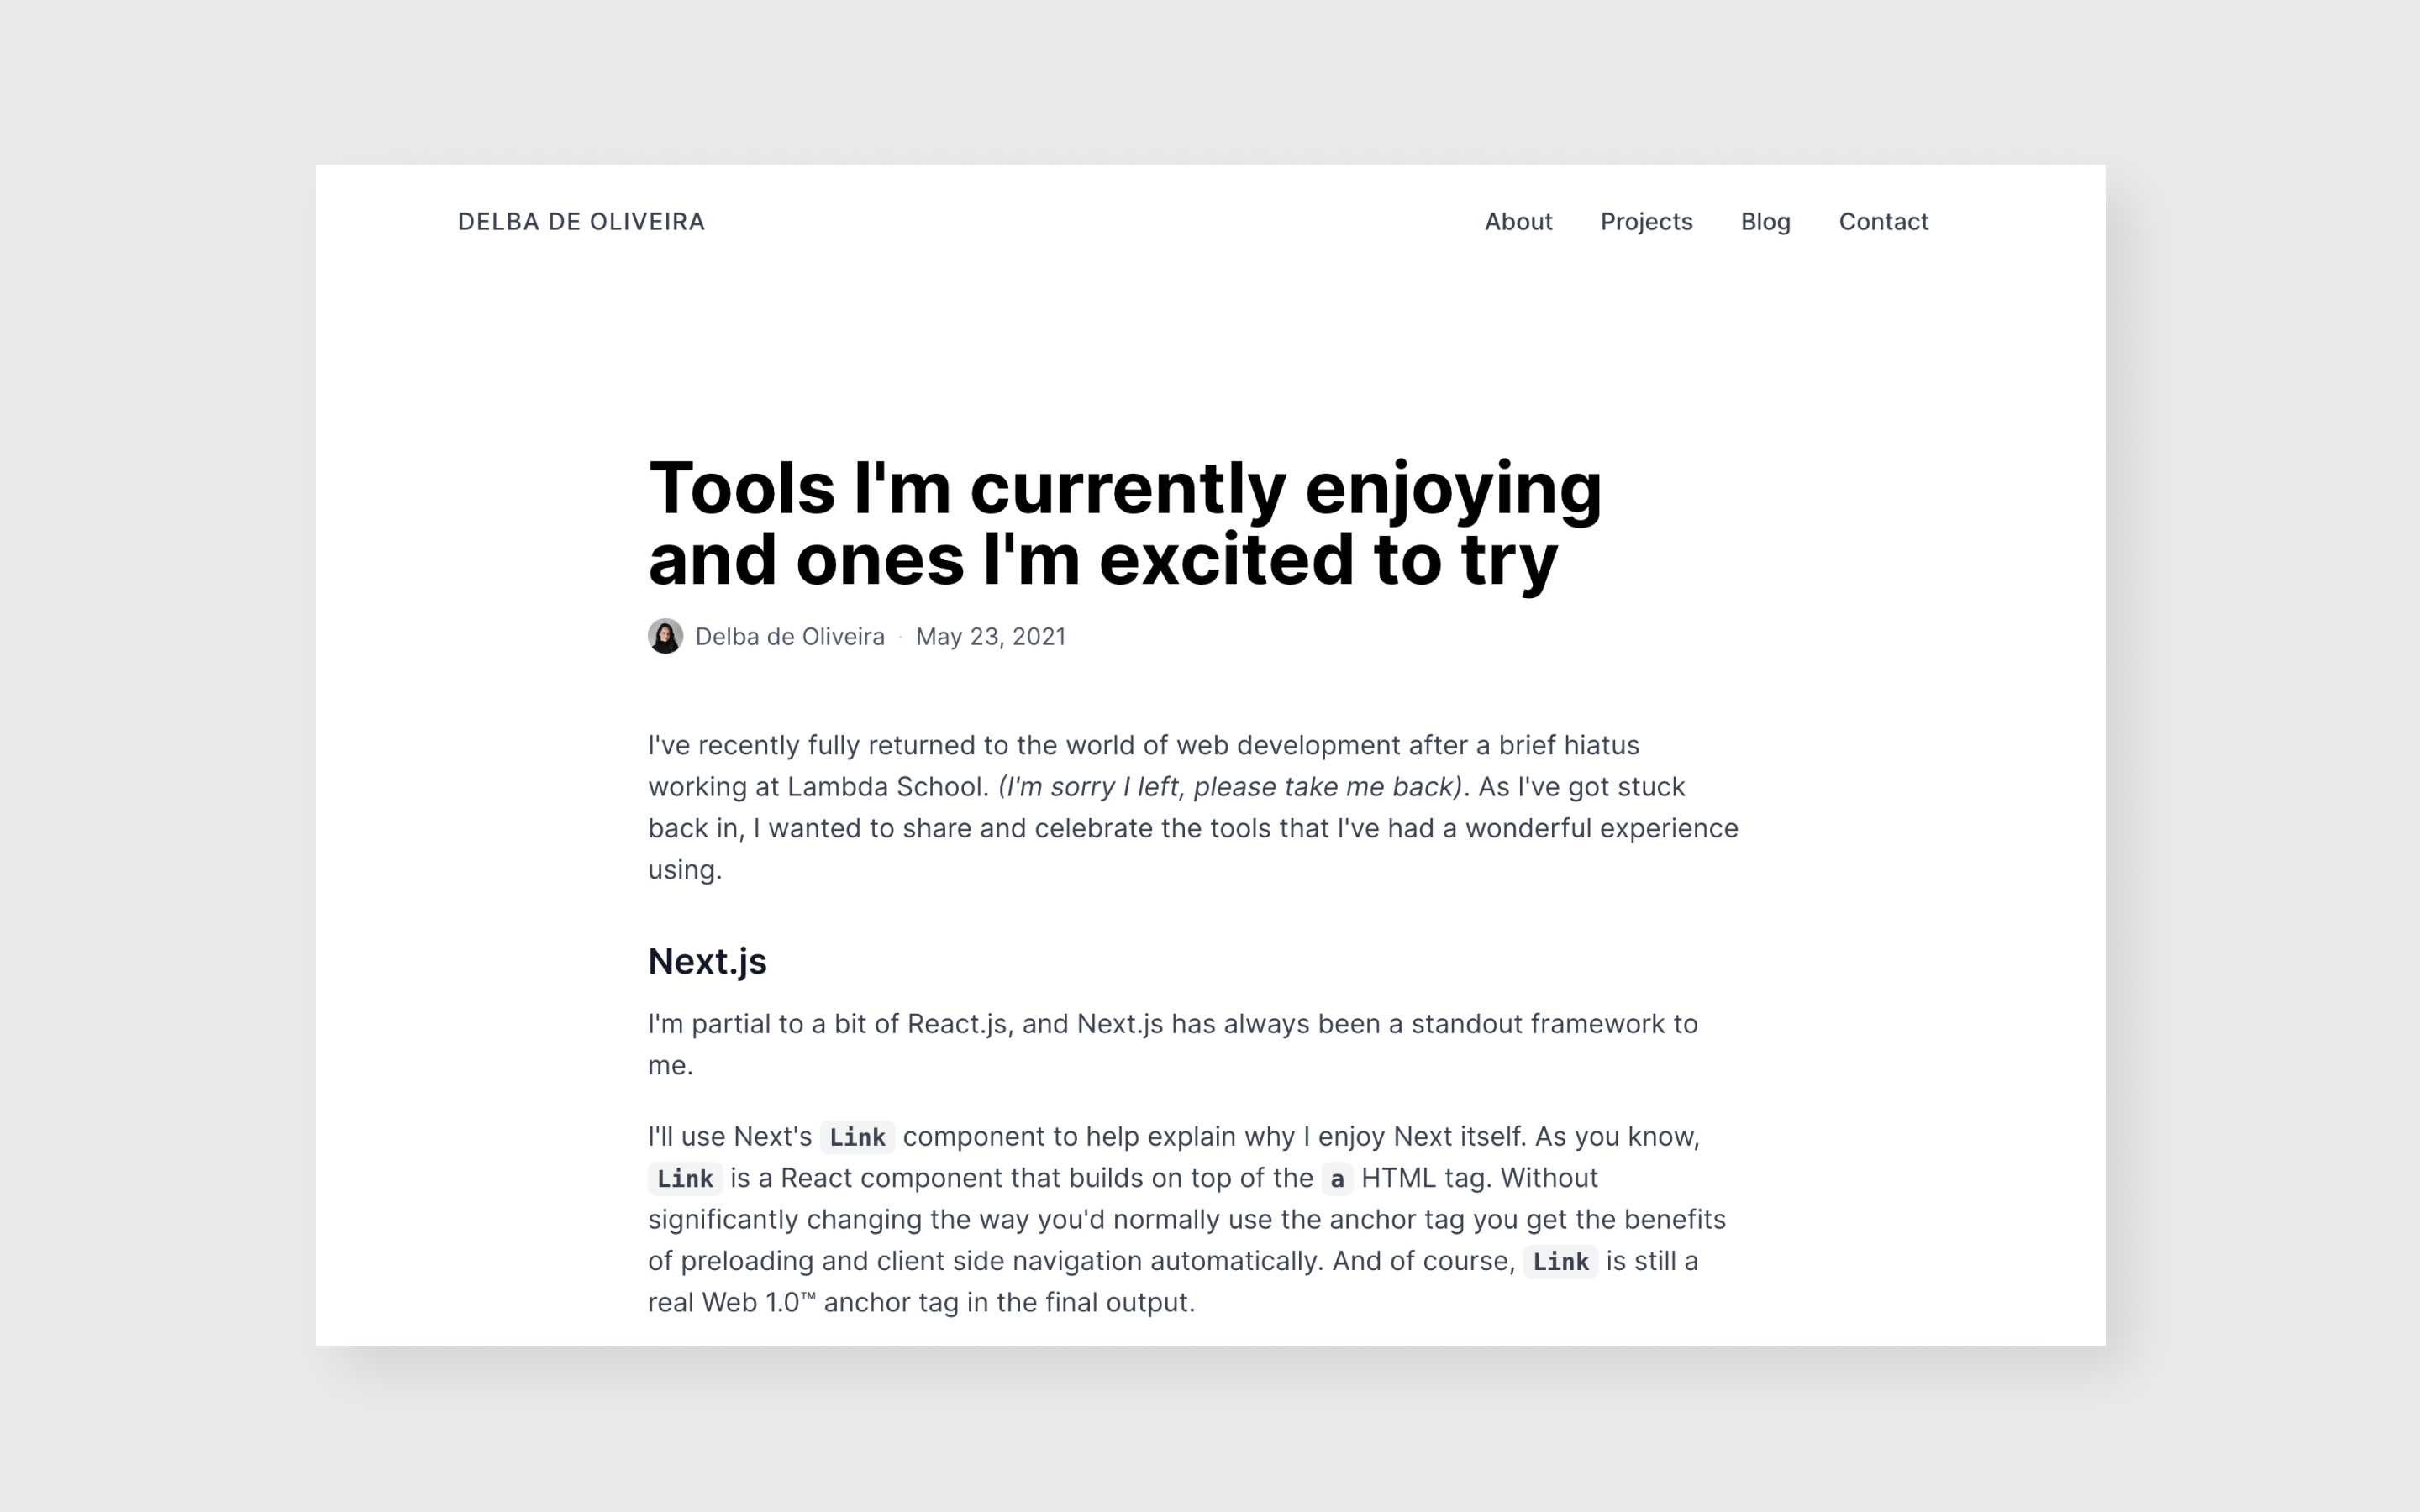 DELBA DE OLIVEIRA
About Projects Blog Contact
Tools I'm currently enjoying
and ones I'm excited to try
Delba de Oliveira · May 23, 2021
I've recently fully returned to the world of web development after a brief hiatus
working at Lambda School. (I'm sorry I left, please take me back). As I've got stuck
back in, I wanted to share and celebrate the tools that I've had a wonderful experience
using.
Next.js
I'm partial to a bit of React.js, and Next.js has always been a standout framework to
me.
I'll use Next's Link component to help explain why I enjoy Next itself. As you know,
Link is a React component that builds on top of the a HTML tag. Without
significantly changing the way you'd normally use the anchor tag you get the benefits
of preloading and client side navigation automatically. And of course, Link is still a
real Web 1.0™ anchor tag in the final output.